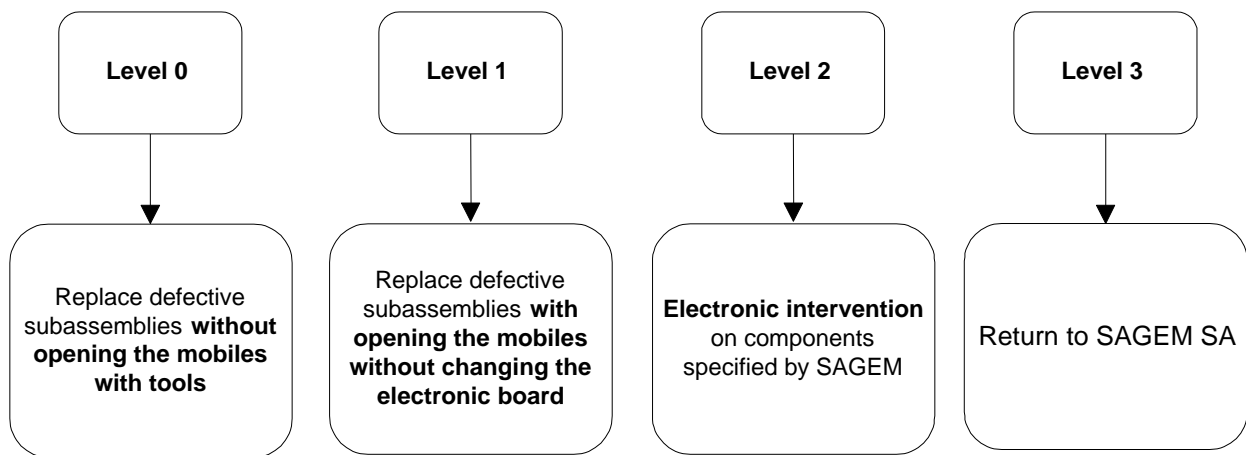 Level 0
Level 1
Level 2
Level 3
Replace defective
subassemblies without
opening the mobiles
with tools
Replace defective
subassemblies with
opening the mobiles
without changing the
electronic board
Electronic intervention
on components
specified by SAGEM
Return to SAGEM SA